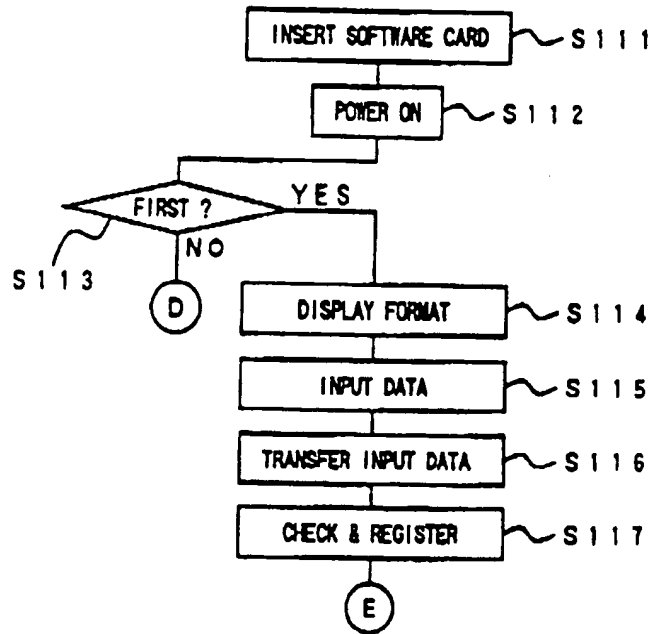 INSERT SOFTWARE CARD S111
POWER ON S112
FIRST ? YES
NO
S113
D
DISPLAY FORMAT S114
INPUT DATA S115
TRANSFER INPUT DATA S116
CHECK & REGISTER S117
E